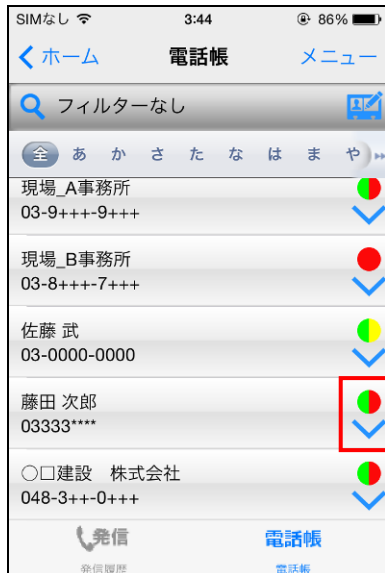 SIMなし 3:44 86%
ホーム 電話帳 メニュー
フィルターなし
全 あ か さ た な は ま や
現場_A事務所
03-9+++-9+++
現場_B事務所
03-8+++-7+++
佐藤 武
03-0000-0000
藤田 次郎
03333****
○□建設　株式会社
048-3++-0+++
発信 電話帳
発信履歴 電話帳